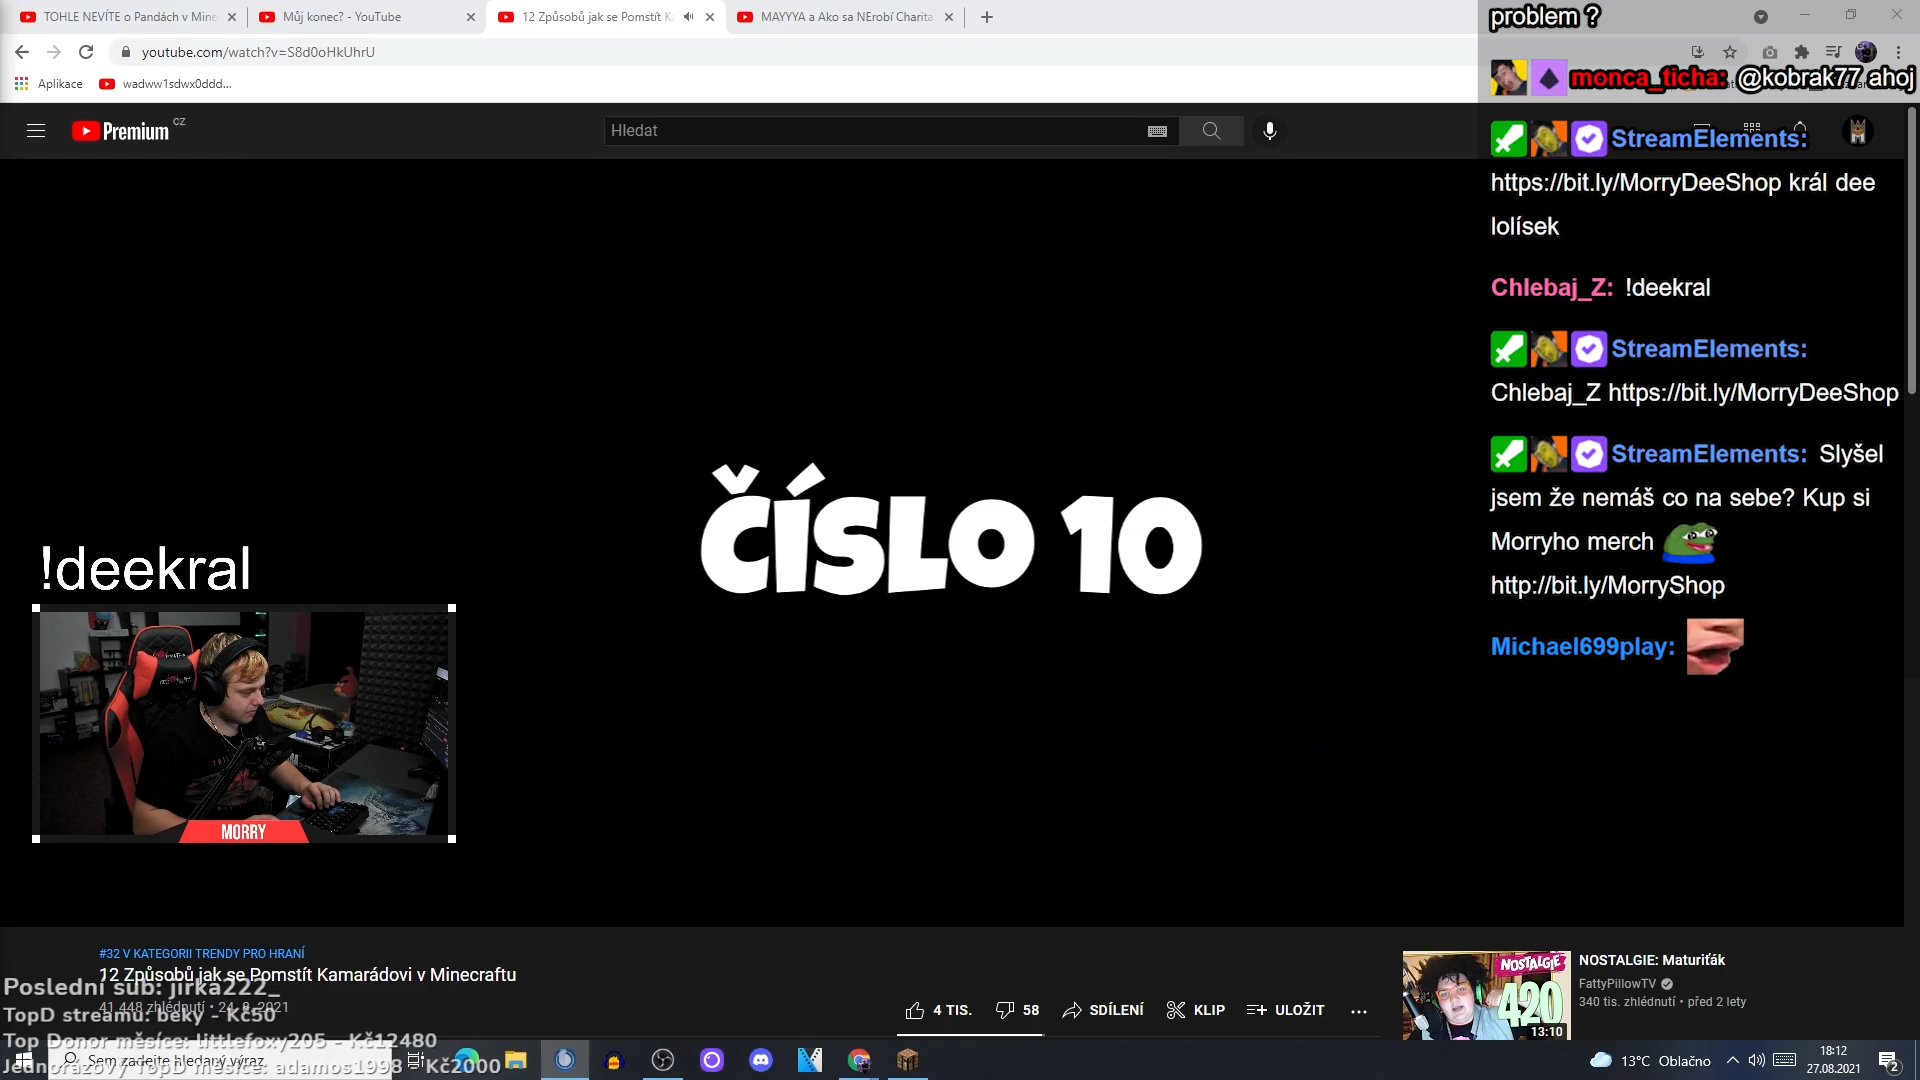 TOHLE NEVÍTE o Pandách v Mine
Můj konec? - YouTube
12 Způsobů jak se Pomstít Ka
MAYYYA a Ako sa NErobí Charita
problem ?
youtube.com/watch?v=S8d0oHkUhrU
Aplikace
wadww1sdwx0ddd...
monca_ticha: @kobrak77 ahoj
Premium CZ
Hledat
StreamElements:
https://bit.ly/MorryDeeShop král dee
lolísek
Chlebaj_Z: !deekral
StreamElements:
Chlebaj_Z https://bit.ly/MorryDeeShop
StreamElements: Slyšel
jsem že nemáš co na sebe? Kup si
Morryho merch
http://bit.ly/MorryShop
Michael699play:
ČÍSLO 10
!deekral
MORRY
#32 V KATEGORII TRENDY PRO HRANÍ
12 Způsobů jak se Pomstít Kamarádovi v Minecraftu
41 448 zhlédnutí • 24. 8. 2021
4 TIS.
58
SDÍLENÍ
KLIP
ULOŽIT
NOSTALGIE
420
13:10
NOSTALGIE: Maturiťák
FattyPillowTV
340 tis. zhlédnutí • před 2 lety
Poslední sub: jirka222_
TopD streamu: beky - Kč50
Top Donor měsíce: littlefoxy205 - Kč12480
Jednorázový TopD měsíce: adamos1998 - Kč2000
Sem zadejte hledaný výraz
13°C Oblačno
18:12
27.08.2021
2